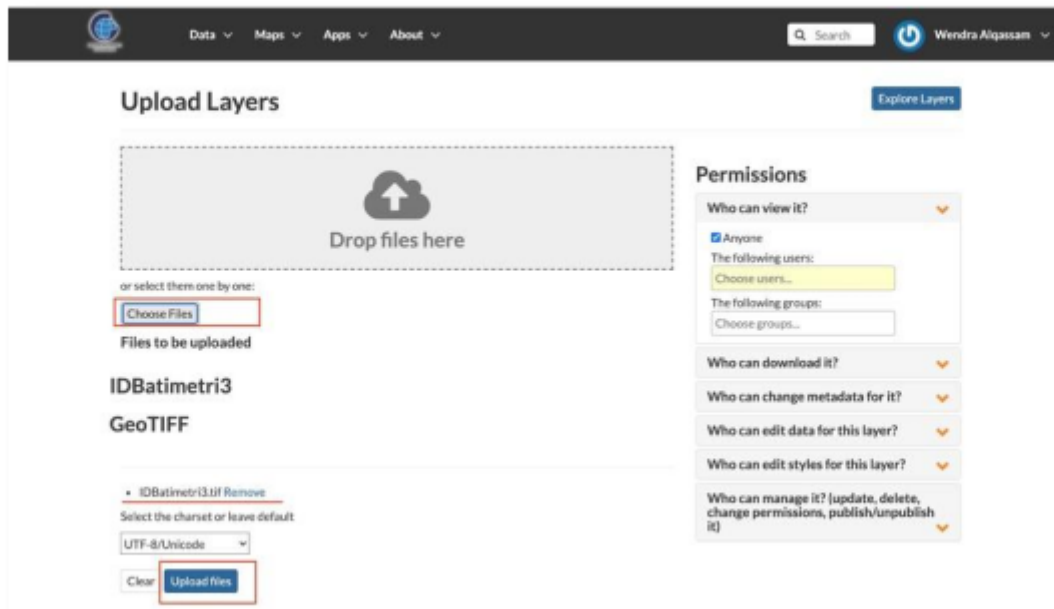 Data Maps Apps About Search Wendra Alqassam
Upload Layers
Explore Layers
Drop files here
or select them one by one:
Choose Files
Files to be uploaded
IDBatimetri3
GeoTIFF
• IDBatimetri3.tif Remove
Select the charset or leave default
UTF-8/Unicode
Clear Upload files
Permissions
Who can view it?
Anyone
The following users:
Choose users...
The following groups:
Choose groups...
Who can download it?
Who can change metadata for it?
Who can edit data for this layer?
Who can edit styles for this layer?
Who can manage it? (update, delete,
change permissions, publish/unpublish
it)